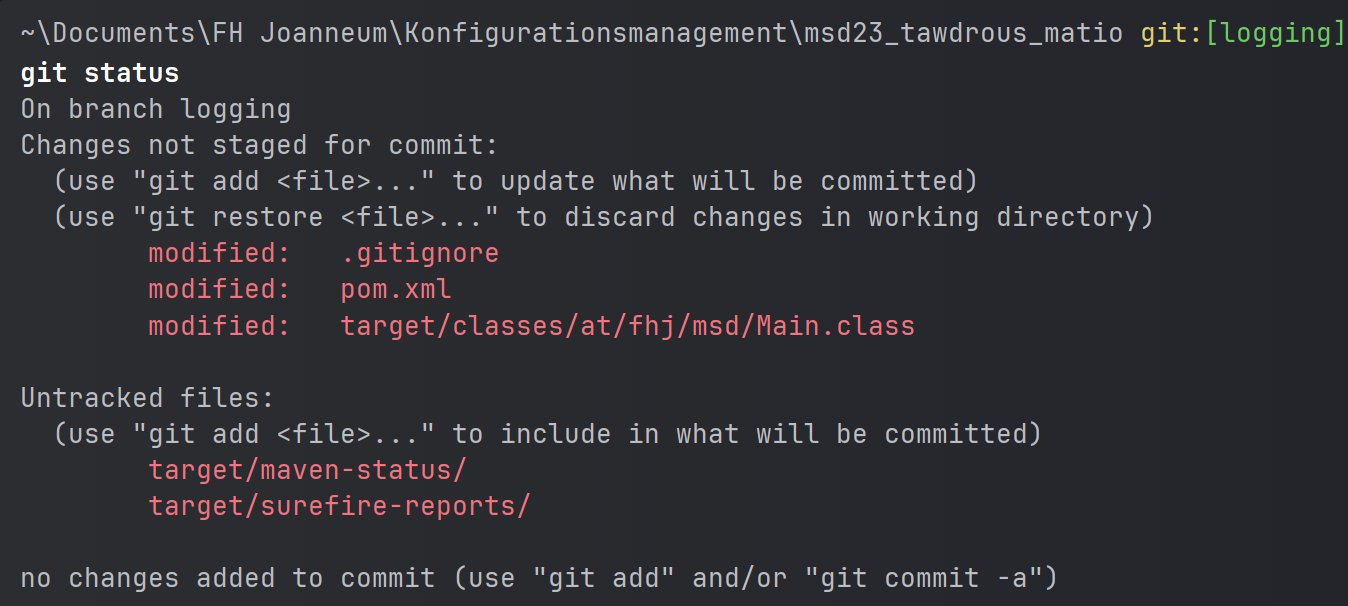 ~\Documents\FH Joanneum\Konfigurationsmanagement\msd23_tawdrous_matio git:[logging]
git status
On branch logging
Changes not staged for commit:
  (use "git add <file>..." to update what will be committed)
  (use "git restore <file>..." to discard changes in working directory)
        modified:   .gitignore
        modified:   pom.xml
        modified:   target/classes/at/fhj/msd/Main.class

Untracked files:
  (use "git add <file>..." to include in what will be committed)
        target/maven-status/
        target/surefire-reports/

no changes added to commit (use "git add" and/or "git commit -a")